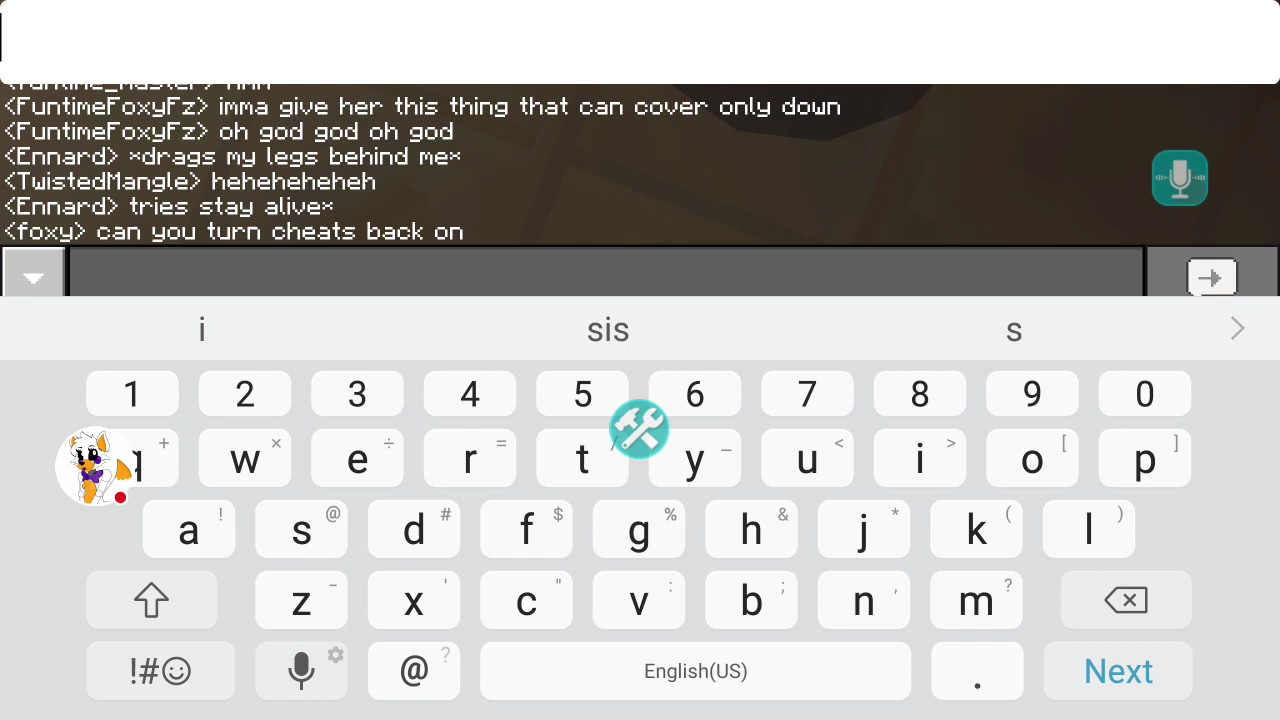 <FuntimeFoxyFz> imma give her this thing that can cover only down
<FuntimeFoxyFz> oh god god oh god
<Ennard> *drags my legs behind me*
<TwistedMangle> heheheheheh
<Ennard> tries stay alive*
<foxy> can you turn cheats back on
i sis s
1 2 3 4 5 6 7 8 9 0
+ × ÷ = / _ < > [ ]
q w e r t y u i o p
! @ # $ % & * ( )
a s d f g h j k l
- ' " : ; , ?
z x c v b n m
!#☺ @ ? English(US) . Next